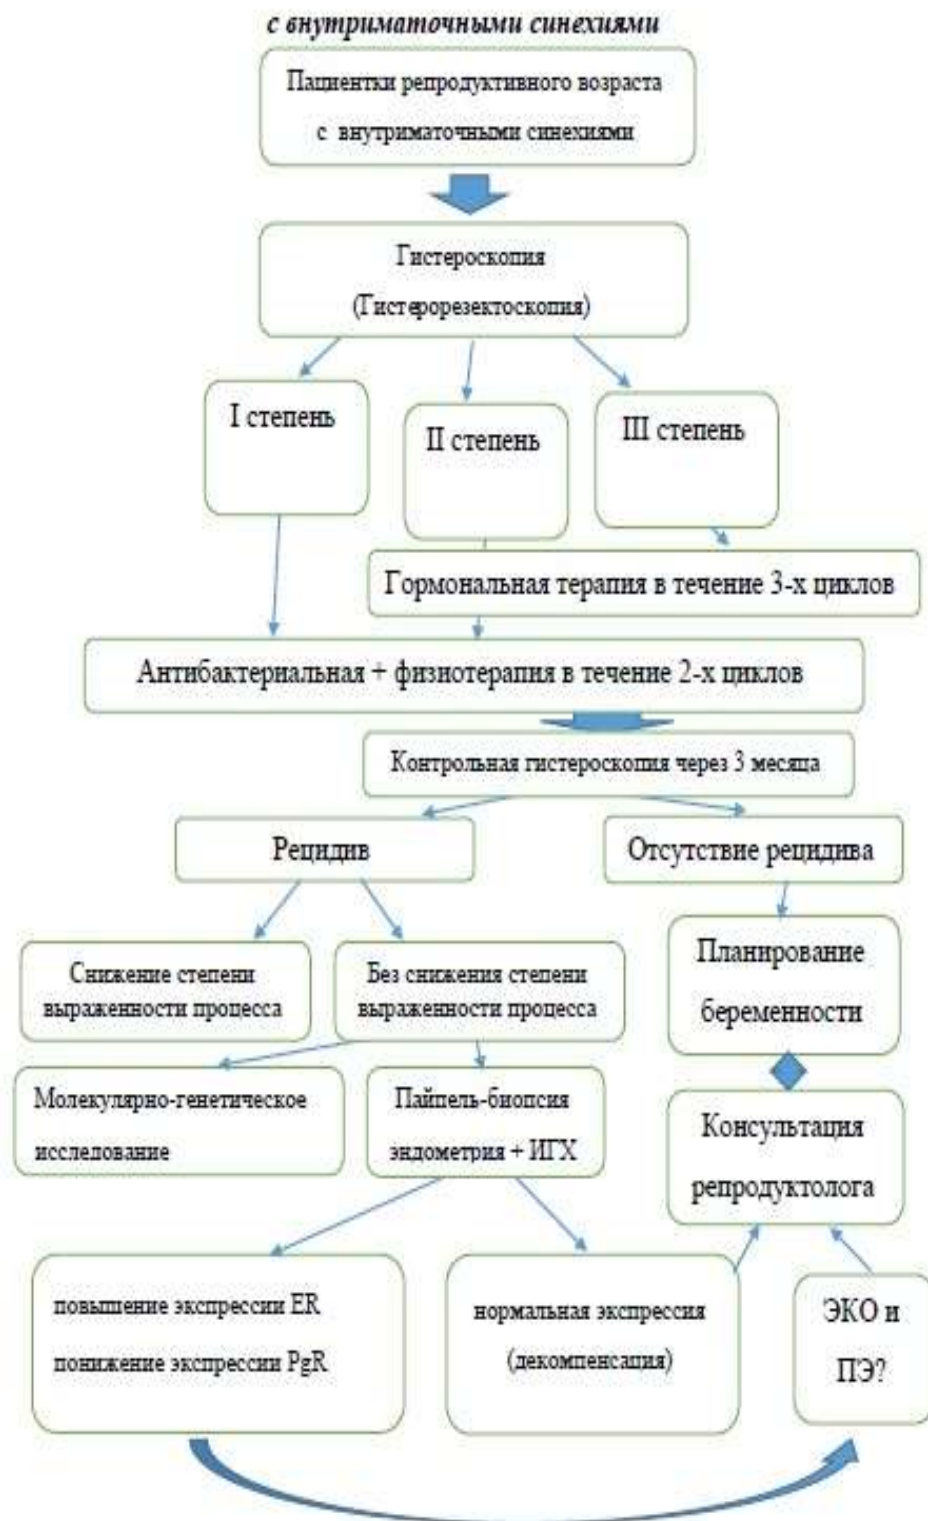 с внутриматочными синехиями
Пациентки репродуктивного возраста
с внутриматочными синехиями
Гистероскопия
(Гистерорезектоскопия)
I степень
II степень
III степень
Гормональная терапия в течение 3-х циклов
Антибактериальная + физиотерапия в течение 2-х циклов
Контрольная гистероскопия через 3 месяца
Рецидив
Отсутствие рецидива
Снижение степени
выраженности процесса
Без снижения степени
выраженности процесса
Планирование
беременности
Молекулярно-генетическое
исследование
Пайпель-биопсия
эндометрия + ИГХ
Консультация
репродуктолога
повышение экспрессии ER
понижение экспрессии PgR
нормальная экспрессия
(декомпенсация)
ЭКО и
ПЭ?